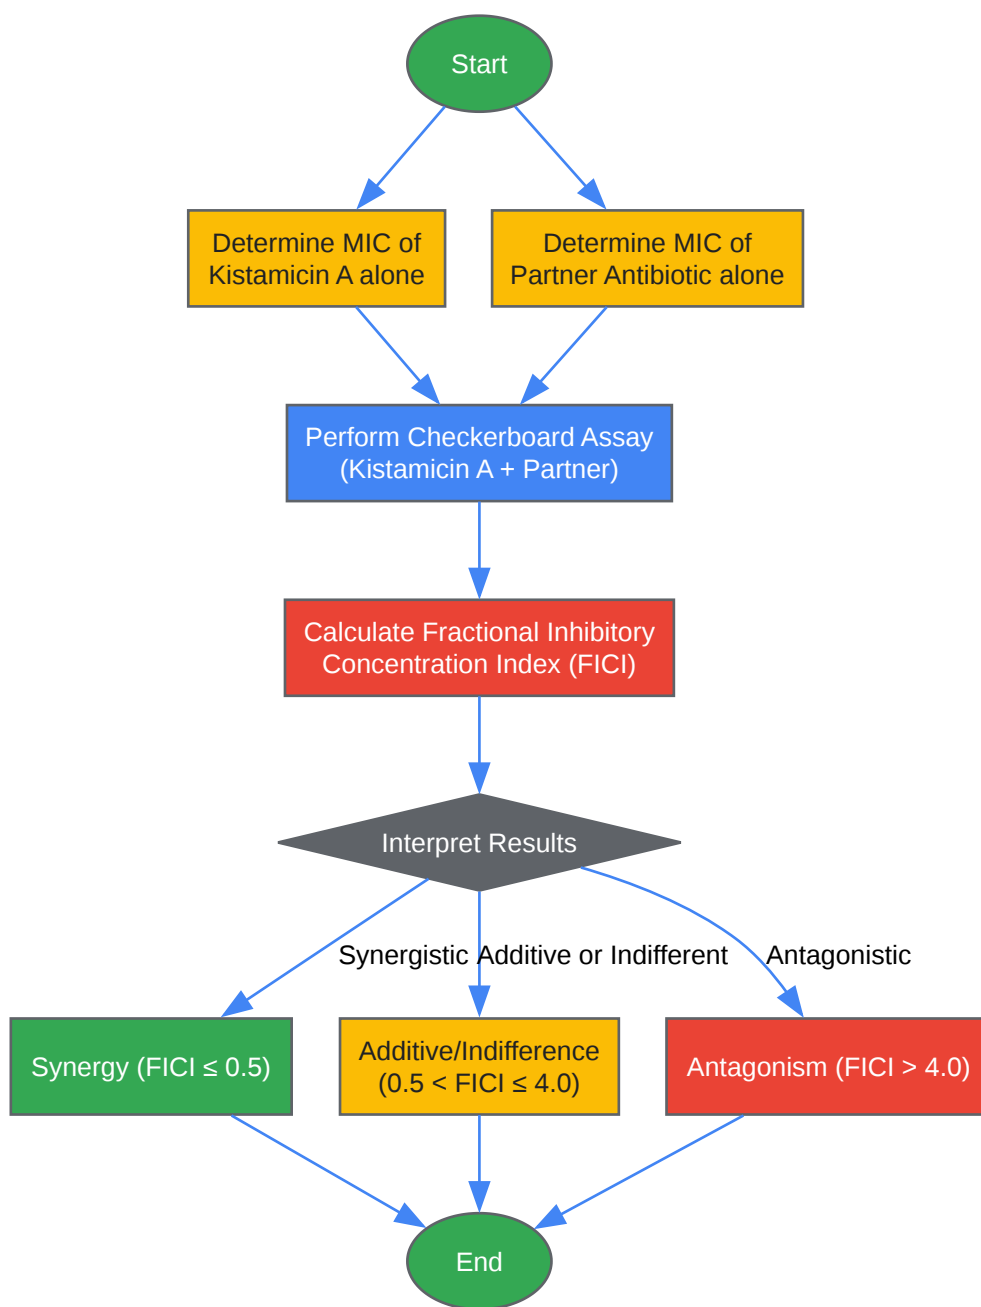 Start
Determine MIC of
Kistamicin A alone
Determine MIC of
Partner Antibiotic alone
Perform Checkerboard Assay
(Kistamicin A + Partner)
Calculate Fractional Inhibitory
Concentration Index (FICI)
Interpret Results
Synergistic
Additive or Indifferent
Antagonistic
Synergy (FICI ≤ 0.5)
Additive/Indifference
(0.5 < FICI ≤ 4.0)
Antagonism (FICI > 4.0)
End